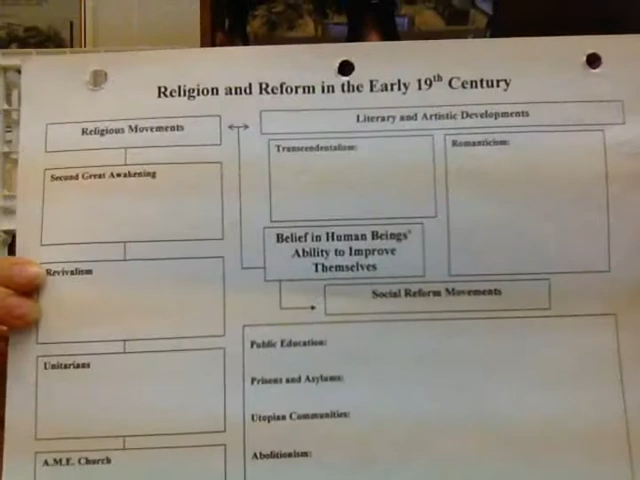 Religion and Reform in the Early 19th Century
Religious Movements
Literary and Artistic Developments
Second Great Awakening
Transcendentalism:
Romanticism:
Belief in Human Beings'
Ability to Improve
Themselves
Revivalism
Social Reform Movements
Unitarians
Public Education:
Prisons and Asylums:
Utopian Communities:
Abolitionism:
A.M.E. Church